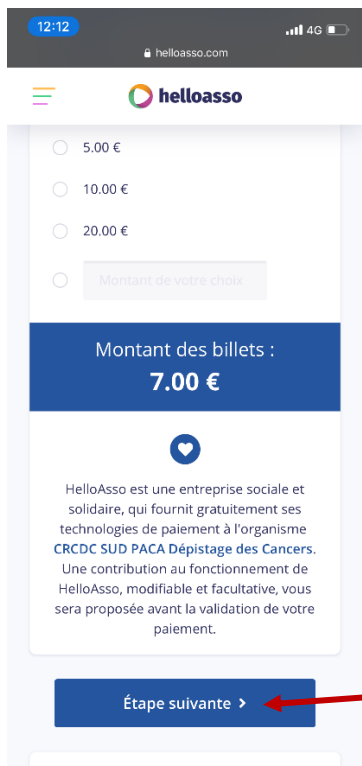 12:12
4G
helloasso.com
helloasso
5.00 €
10.00 €
20.00 €
Montant de votre choix
Montant des billets :
7.00 €
HelloAsso est une entreprise sociale et
solidaire, qui fournit gratuitement ses
technologies de paiement à l'organisme
CRCDC SUD PACA Dépistage des Cancers.
Une contribution au fonctionnement de
HelloAsso, modifiable et facultative, vous
sera proposée avant la validation de votre
paiement.
Étape suivante >